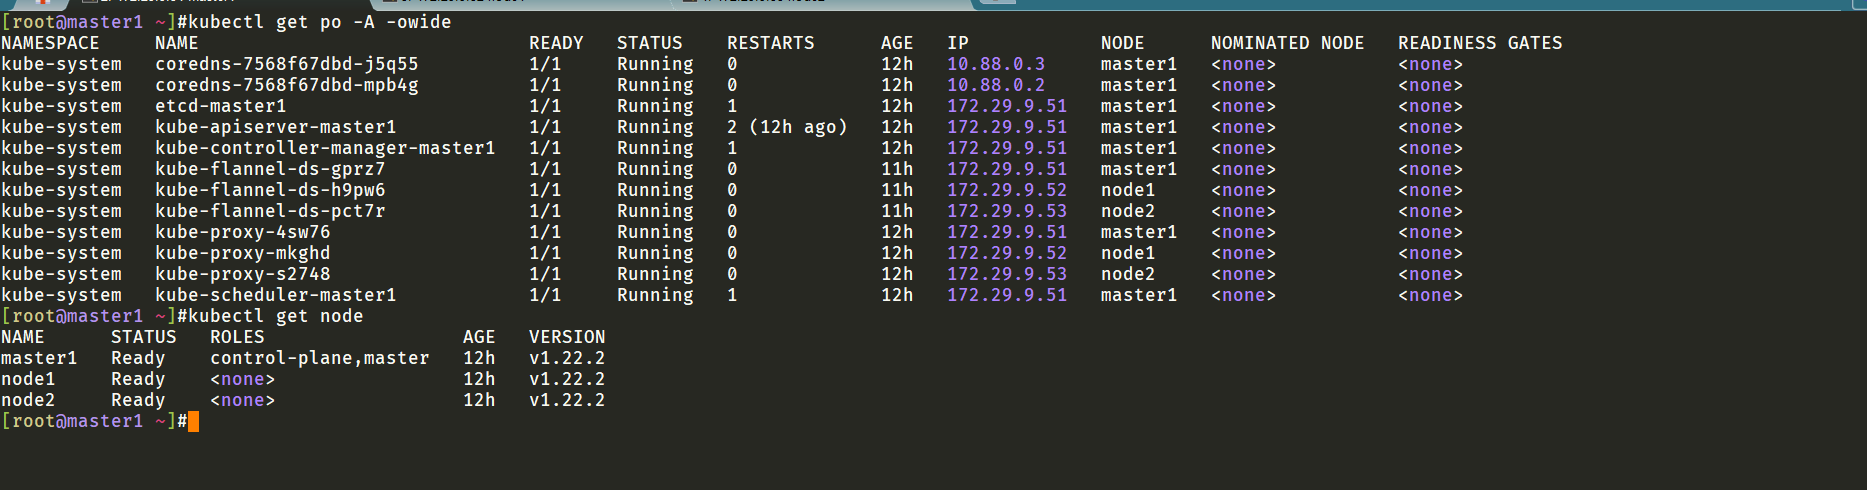 [root@master1 ~]#kubectl get po -A -owide
NAMESPACE     NAME                              READY   STATUS    RESTARTS      AGE   IP            NODE      NOMINATED NODE   READINESS GATES
kube-system   coredns-7568f67dbd-j5q55          1/1     Running   0             12h   10.88.0.3     master1   <none>           <none>
kube-system   coredns-7568f67dbd-mpb4g          1/1     Running   0             12h   10.88.0.2     master1   <none>           <none>
kube-system   etcd-master1                      1/1     Running   1             12h   172.29.9.51   master1   <none>           <none>
kube-system   kube-apiserver-master1            1/1     Running   2 (12h ago)   12h   172.29.9.51   master1   <none>           <none>
kube-system   kube-controller-manager-master1   1/1     Running   1             12h   172.29.9.51   master1   <none>           <none>
kube-system   kube-flannel-ds-gprz7             1/1     Running   0             11h   172.29.9.51   master1   <none>           <none>
kube-system   kube-flannel-ds-h9pw6             1/1     Running   0             11h   172.29.9.52   node1     <none>           <none>
kube-system   kube-flannel-ds-pct7r             1/1     Running   0             11h   172.29.9.53   node2     <none>           <none>
kube-system   kube-proxy-4sw76                  1/1     Running   0             12h   172.29.9.51   master1   <none>           <none>
kube-system   kube-proxy-mkghd                  1/1     Running   0             12h   172.29.9.52   node1     <none>           <none>
kube-system   kube-proxy-s2748                  1/1     Running   0             12h   172.29.9.53   node2     <none>           <none>
kube-system   kube-scheduler-master1            1/1     Running   1             12h   172.29.9.51   master1   <none>           <none>
[root@master1 ~]#kubectl get node
NAME      STATUS   ROLES                  AGE   VERSION
master1   Ready    control-plane,master   12h   v1.22.2
node1     Ready    <none>                 12h   v1.22.2
node2     Ready    <none>                 12h   v1.22.2
[root@master1 ~]#